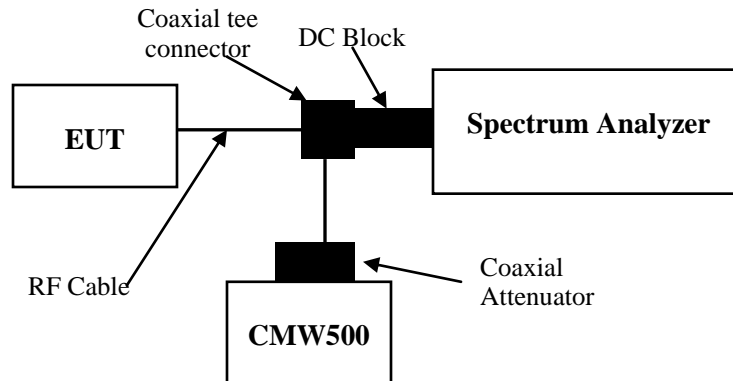 Coaxial tee
connector
DC Block
EUT
Spectrum Analyzer
RF Cable
Coaxial
Attenuator
CMW500